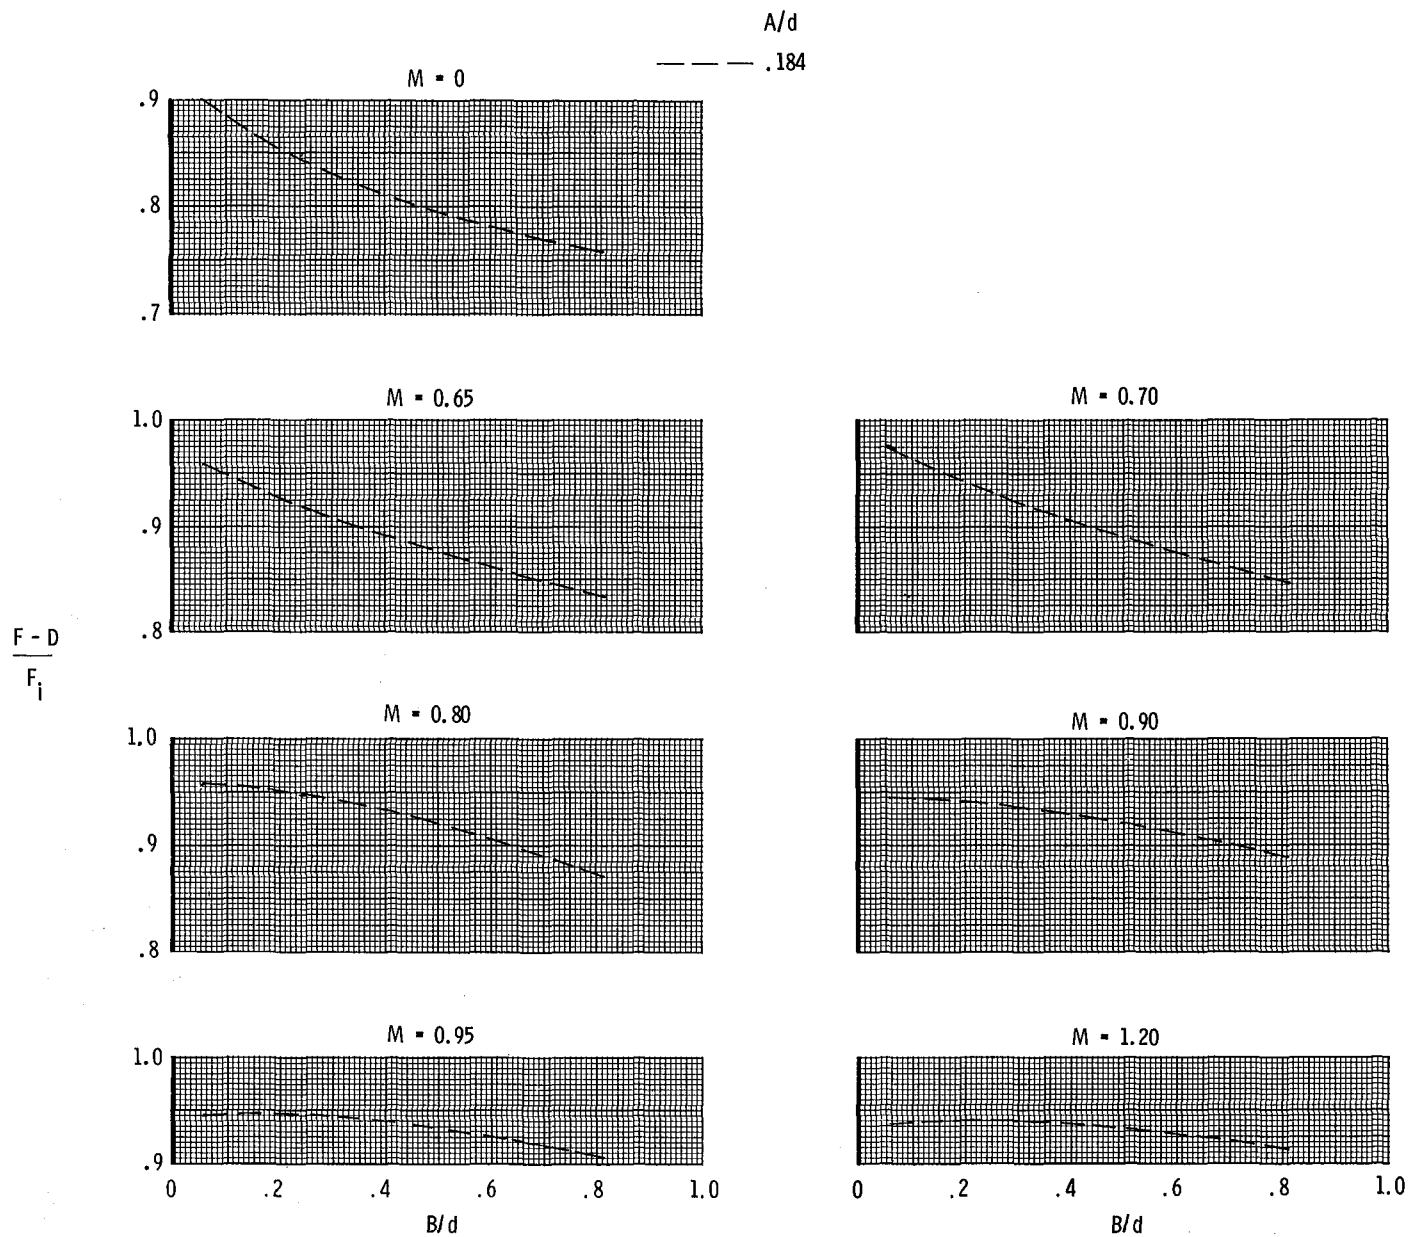 A/d
.184
M = 0
.9
.8
.7
M = 0.65
1.0
.9
.8
M = 0.70
F - D
Fi
M = 0.80
1.0
.9
.8
M = 0.90
M = 0.95
1.0
.9
0 .2 .4 .6 .8 1.0
B/d
M = 1.20
0 .2 .4 .6 .8 1.0
B/d